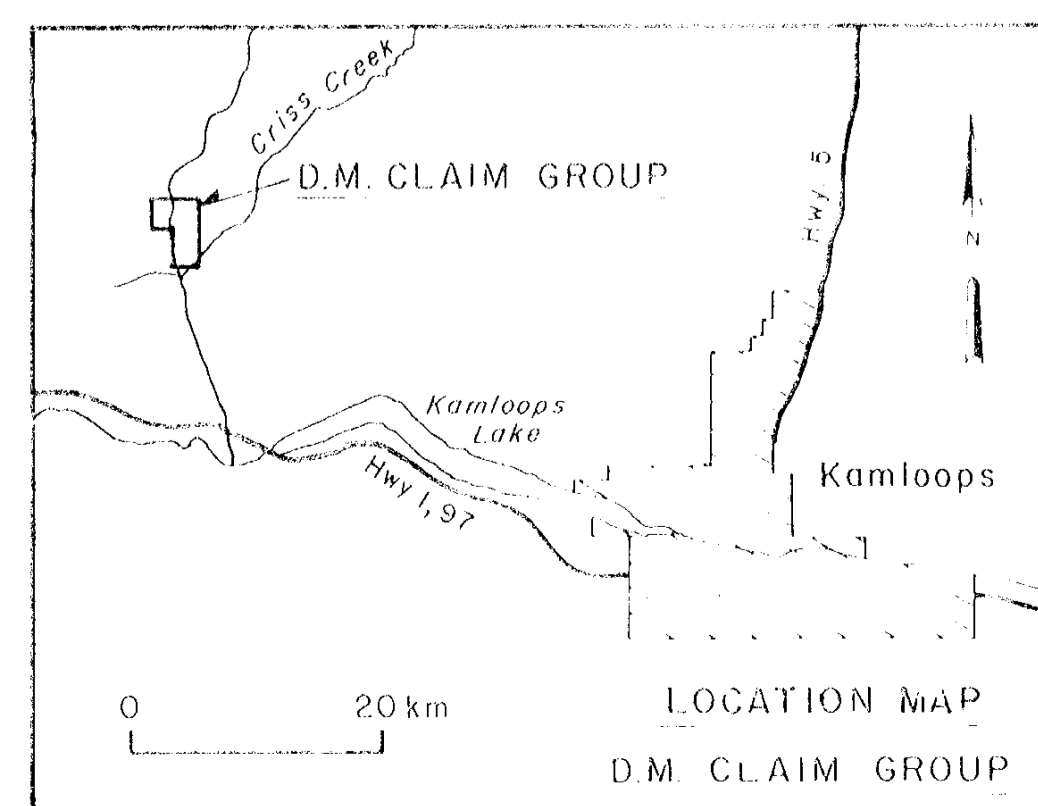 Criss Creek
D.M. CLAIM GROUP
Hwy. 5
N
Kamloops
Lake
Hwy 1, 97
Kamloops
0 20 km
LOCATION MAP
D.M. CLAIM GROUP